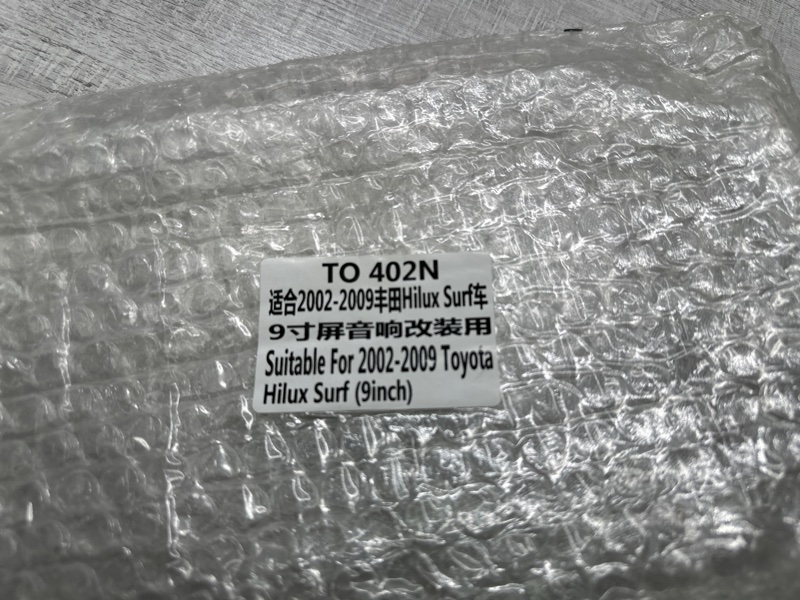 TO 402N
适合2002-2009丰田Hilux Surf车
9寸屏音响改装用
Suitable For 2002-2009 Toyota
Hilux Surf (9inch)